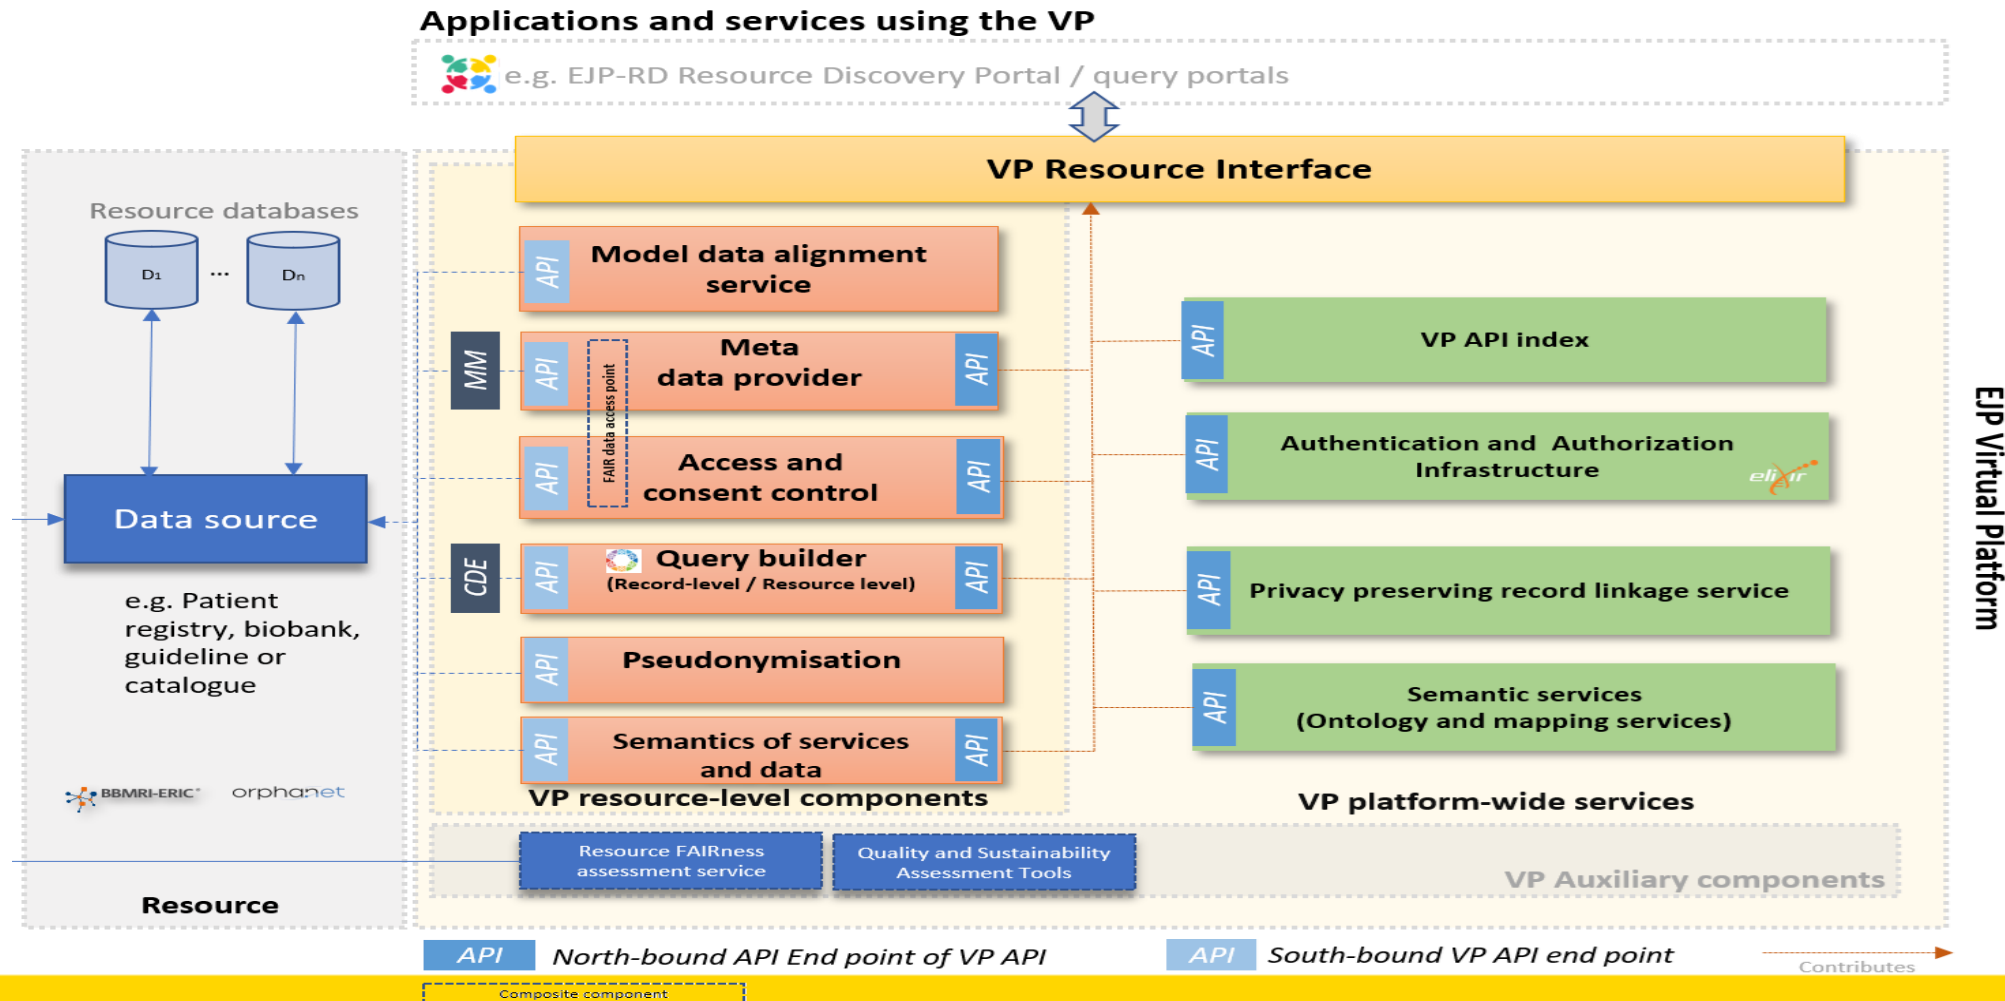 Applications and services using the VP
e.g. EJP-RD Resource Discovery Portal / query portals
VP Resource Interface
Resource databases
D1
...
Dn
Data source
e.g. Patient
registry, biobank,
guideline or
catalogue
BBMRI-ERIC
orphanet
Resource
API
Model data alignment
service
MM
API
FAIR data access point
Meta
data provider
API
API
Access and
consent control
API
CDE
API
Query builder
(Record-level / Resource level)
API
API
Pseudonymisation
API
Semantics of services
and data
API
VP resource-level components
API
VP API index
API
Authentication and Authorization
Infrastructure
elixir
API
Privacy preserving record linkage service
API
Semantic services
(Ontology and mapping services)
VP platform-wide services
EJP Virtual Platform
Resource FAIRness
assessment service
Quality and Sustainability
Assessment Tools
VP Auxiliary components
API
North-bound API End point of VP API
API
South-bound VP API end point
Contributes
Composite component